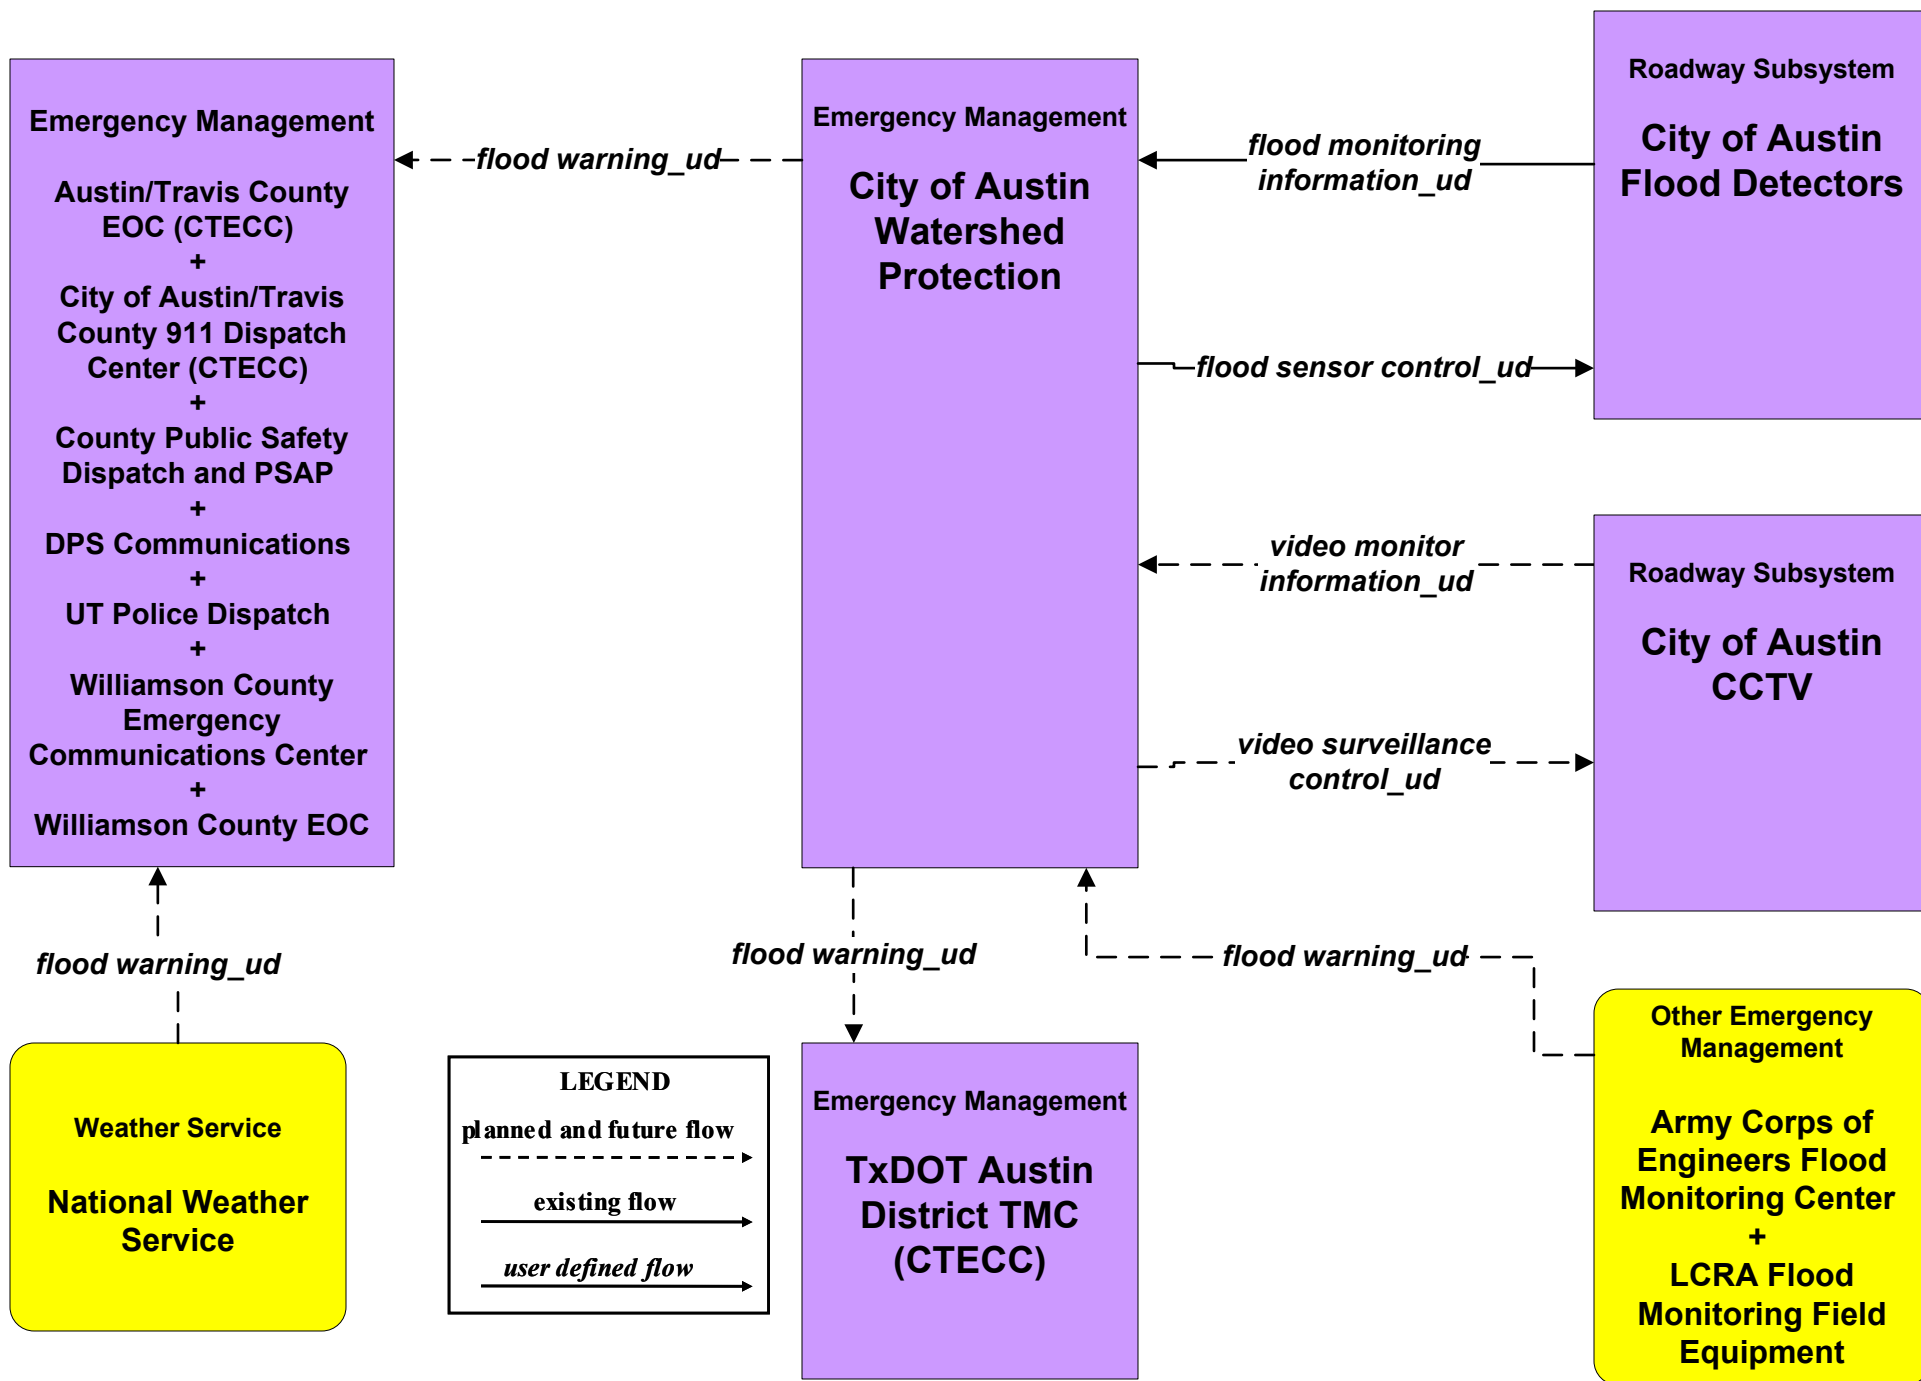 Emergency Management
Austin/Travis County
EOC (CTECC)
+
City of Austin/Travis
County 911 Dispatch
Center (CTECC)
+
County Public Safety
Dispatch and PSAP
+
DPS Communications
+
UT Police Dispatch
+
Williamson County
Emergency
Communications Center
+
Williamson County EOC
flood warning_ud
Emergency Management
City of Austin
Watershed
Protection
flood monitoring
information_ud
Roadway Subsystem
City of Austin
Flood Detectors
flood sensor control_ud
video monitor
information_ud
Roadway Subsystem
City of Austin
CCTV
video surveillance
control_ud
flood warning_ud
flood warning_ud
flood warning_ud
Weather Service
National Weather
Service
LEGEND
planned and future flow
existing flow
user defined flow
Emergency Management
TxDOT Austin
District TMC
(CTECC)
Other Emergency
Management
Army Corps of
Engineers Flood
Monitoring Center
+
LCRA Flood
Monitoring Field
Equipment